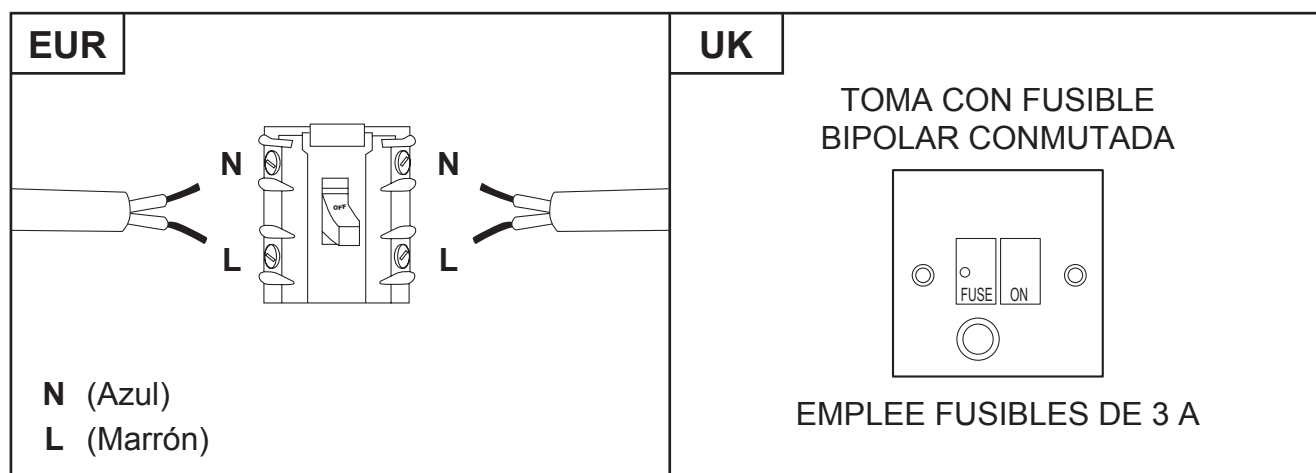 EUR
N
N
OFF
L
L
N (Azul)
L (Marrón)
UK
TOMA CON FUSIBLE
BIPOLAR CONMUTADA
FUSE ON
EMPLEE FUSIBLES DE 3 A